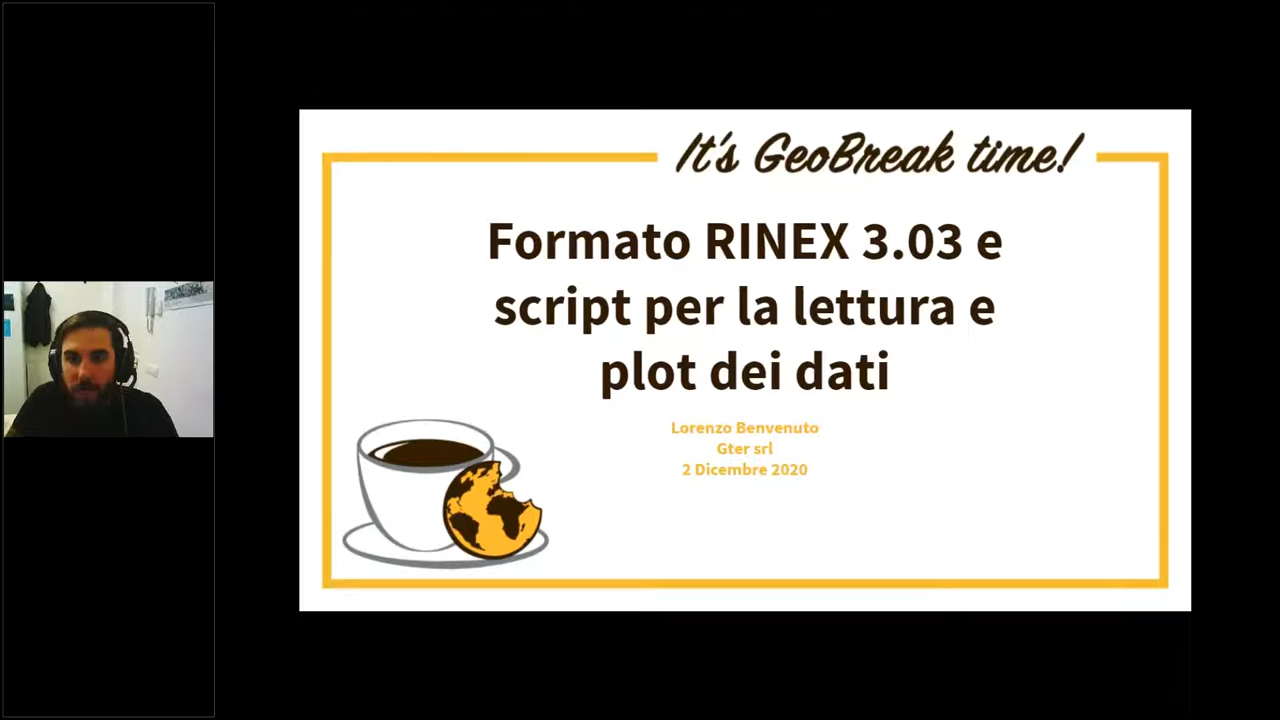 It's GeoBreak time!
Formato RINEX 3.03 e
script per la lettura e
plot dei dati
Lorenzo Benvenuto
Gter srl
2 Dicembre 2020